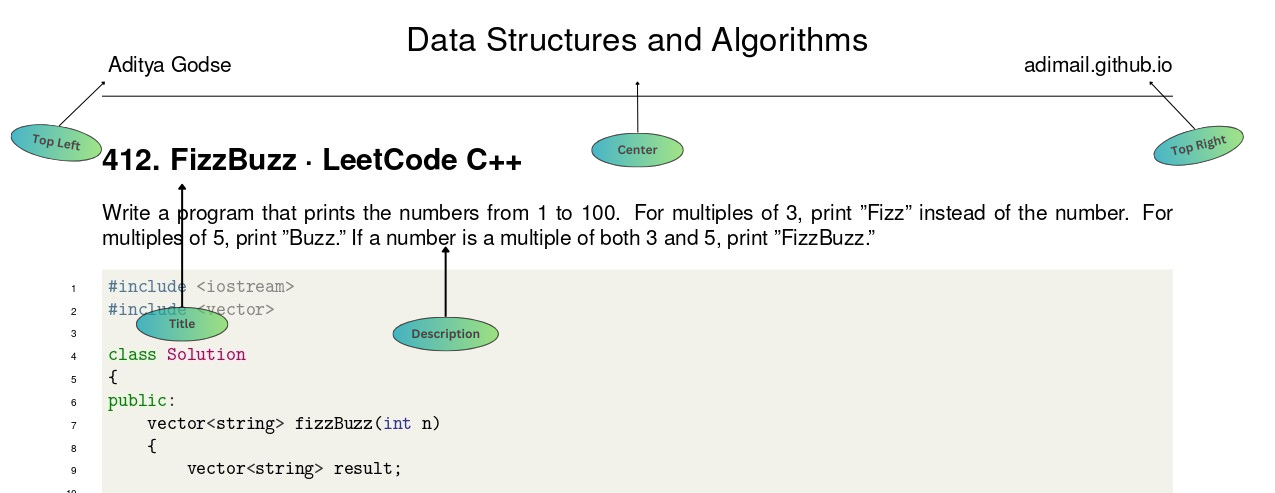 Data Structures and Algorithms
Aditya Godse
adimail.github.io
Top Left
Center
Top Right
412. FizzBuzz · LeetCode C++
Write a program that prints the numbers from 1 to 100. For multiples of 3, print ”Fizz” instead of the number. For
multiples of 5, print ”Buzz.” If a number is a multiple of both 3 and 5, print ”FizzBuzz.”
1 #include <iostream>
2 #include <vector>
Title
Description
3
4 class Solution
5 {
6 public:
7 vector<string> fizzBuzz(int n)
8 {
9 vector<string> result;